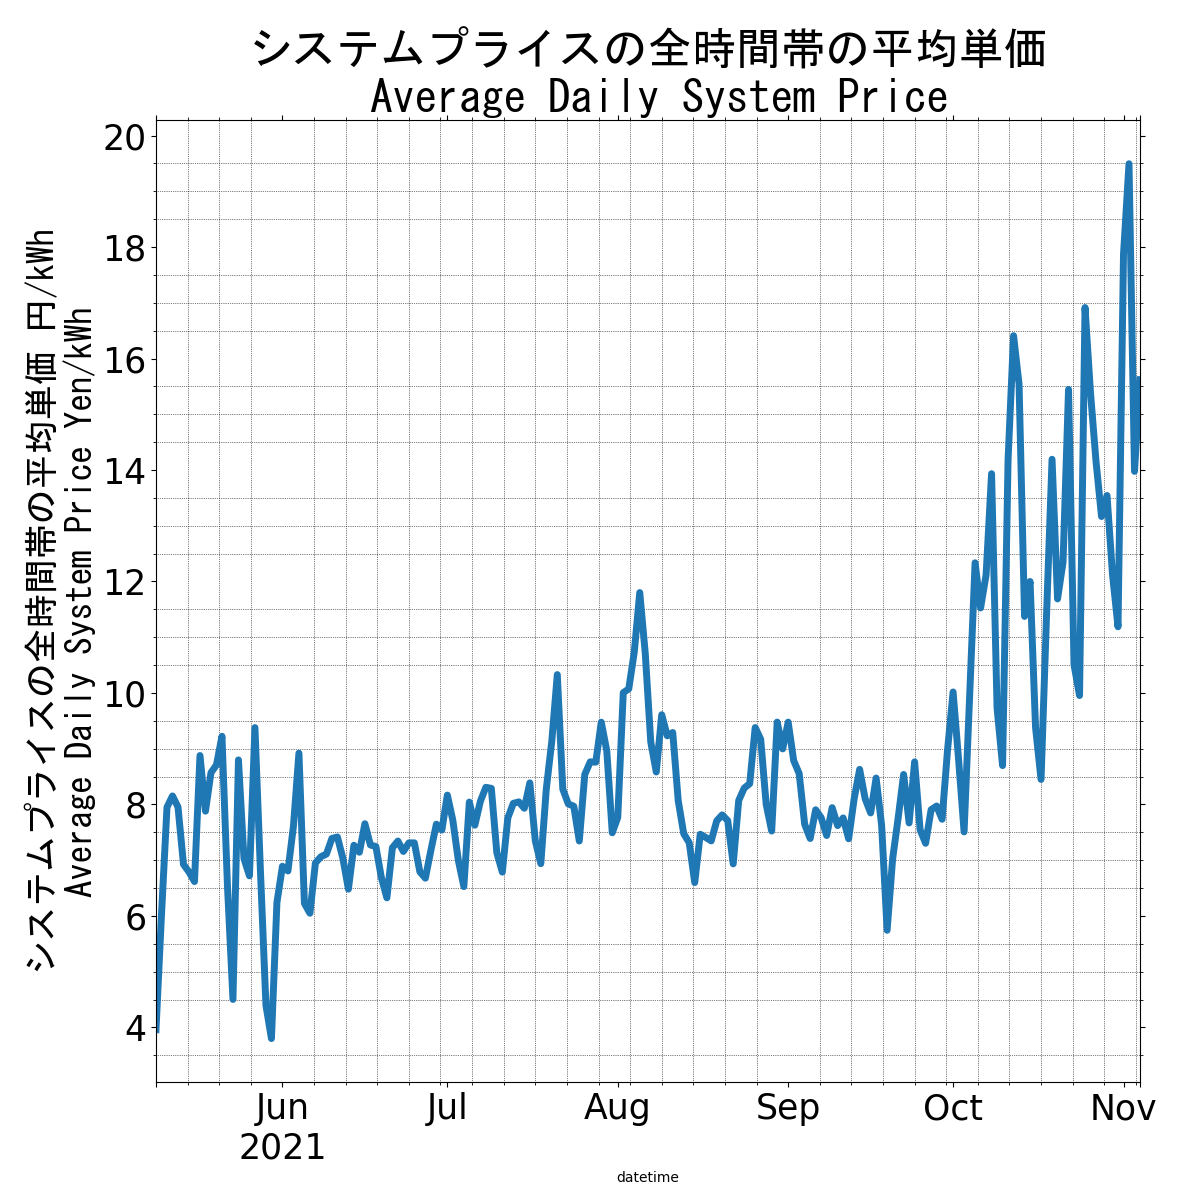 システムプライスの全時間帯の平均単価
Average Daily System Price
システムプライスの全時間帯の平均単価 円/kWh
Average Daily System Price Yen/kWh
20
18
16
14
12
10
8
6
4
Jun
2021
Jul
Aug
Sep
Oct
Nov
datetime